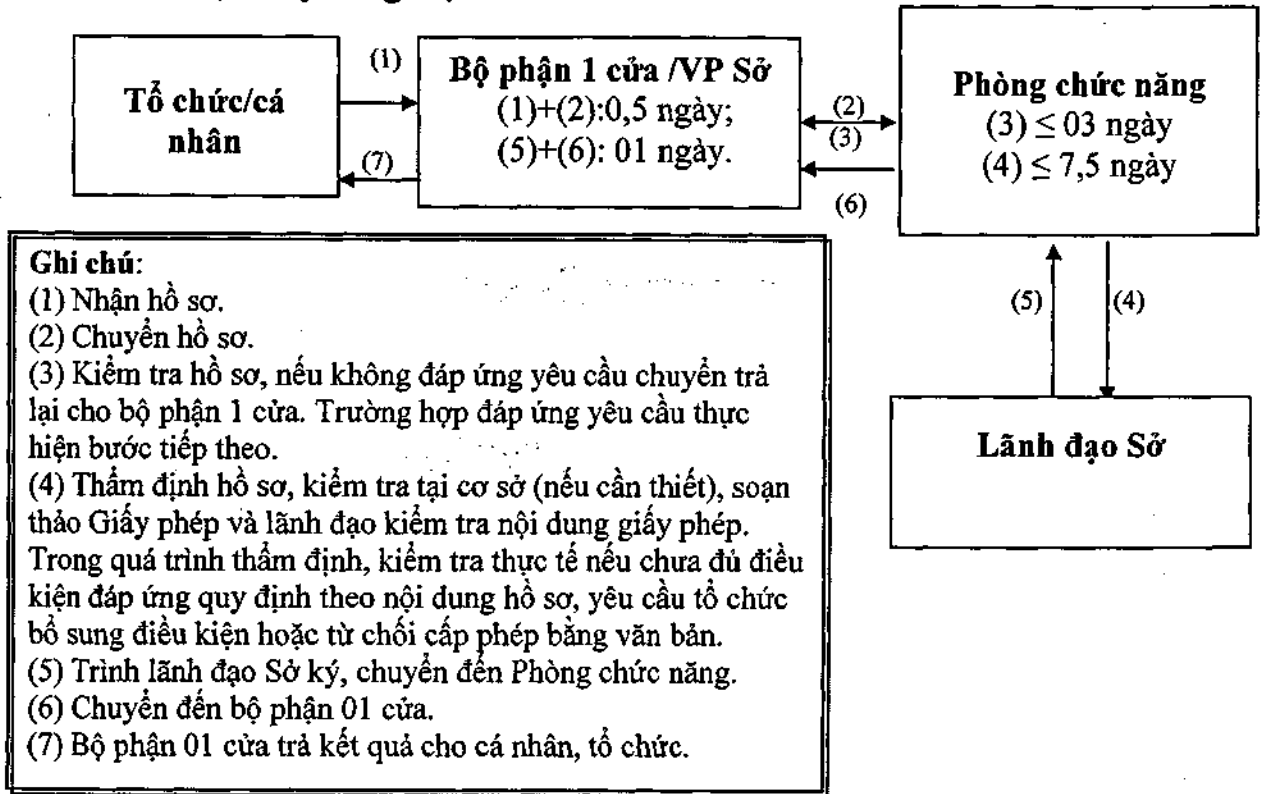 Tổ chức/cá
nhân
(1)
(7)
Bộ phận 1 cửa /VP Sở
(1)+(2):0,5 ngày;
(5)+(6): 01 ngày.
(2)
(3)
(6)
Phòng chức năng
(3) ≤ 03 ngày
(4) ≤ 7,5 ngày
(5)
(4)
Lãnh đạo Sở
Ghi chú:
(1) Nhận hồ sơ.
(2) Chuyển hồ sơ.
(3) Kiểm tra hồ sơ, nếu không đáp ứng yêu cầu chuyển trả
lại cho bộ phận 1 cửa. Trường hợp đáp ứng yêu cầu thực
hiện bước tiếp theo.
(4) Thẩm định hồ sơ, kiểm tra tại cơ sở (nếu cần thiết), soạn
thảo Giấy phép và lãnh đạo kiểm tra nội dung giấy phép.
Trong quá trình thẩm định, kiểm tra thực tế nếu chưa đủ điều
kiện đáp ứng quy định theo nội dung hồ sơ, yêu cầu tổ chức
bổ sung điều kiện hoặc từ chối cấp phép bằng văn bản.
(5) Trình lãnh đạo Sở ký, chuyển đến Phòng chức năng.
(6) Chuyển đến bộ phận 01 cửa.
(7) Bộ phận 01 cửa trả kết quả cho cá nhân, tổ chức.